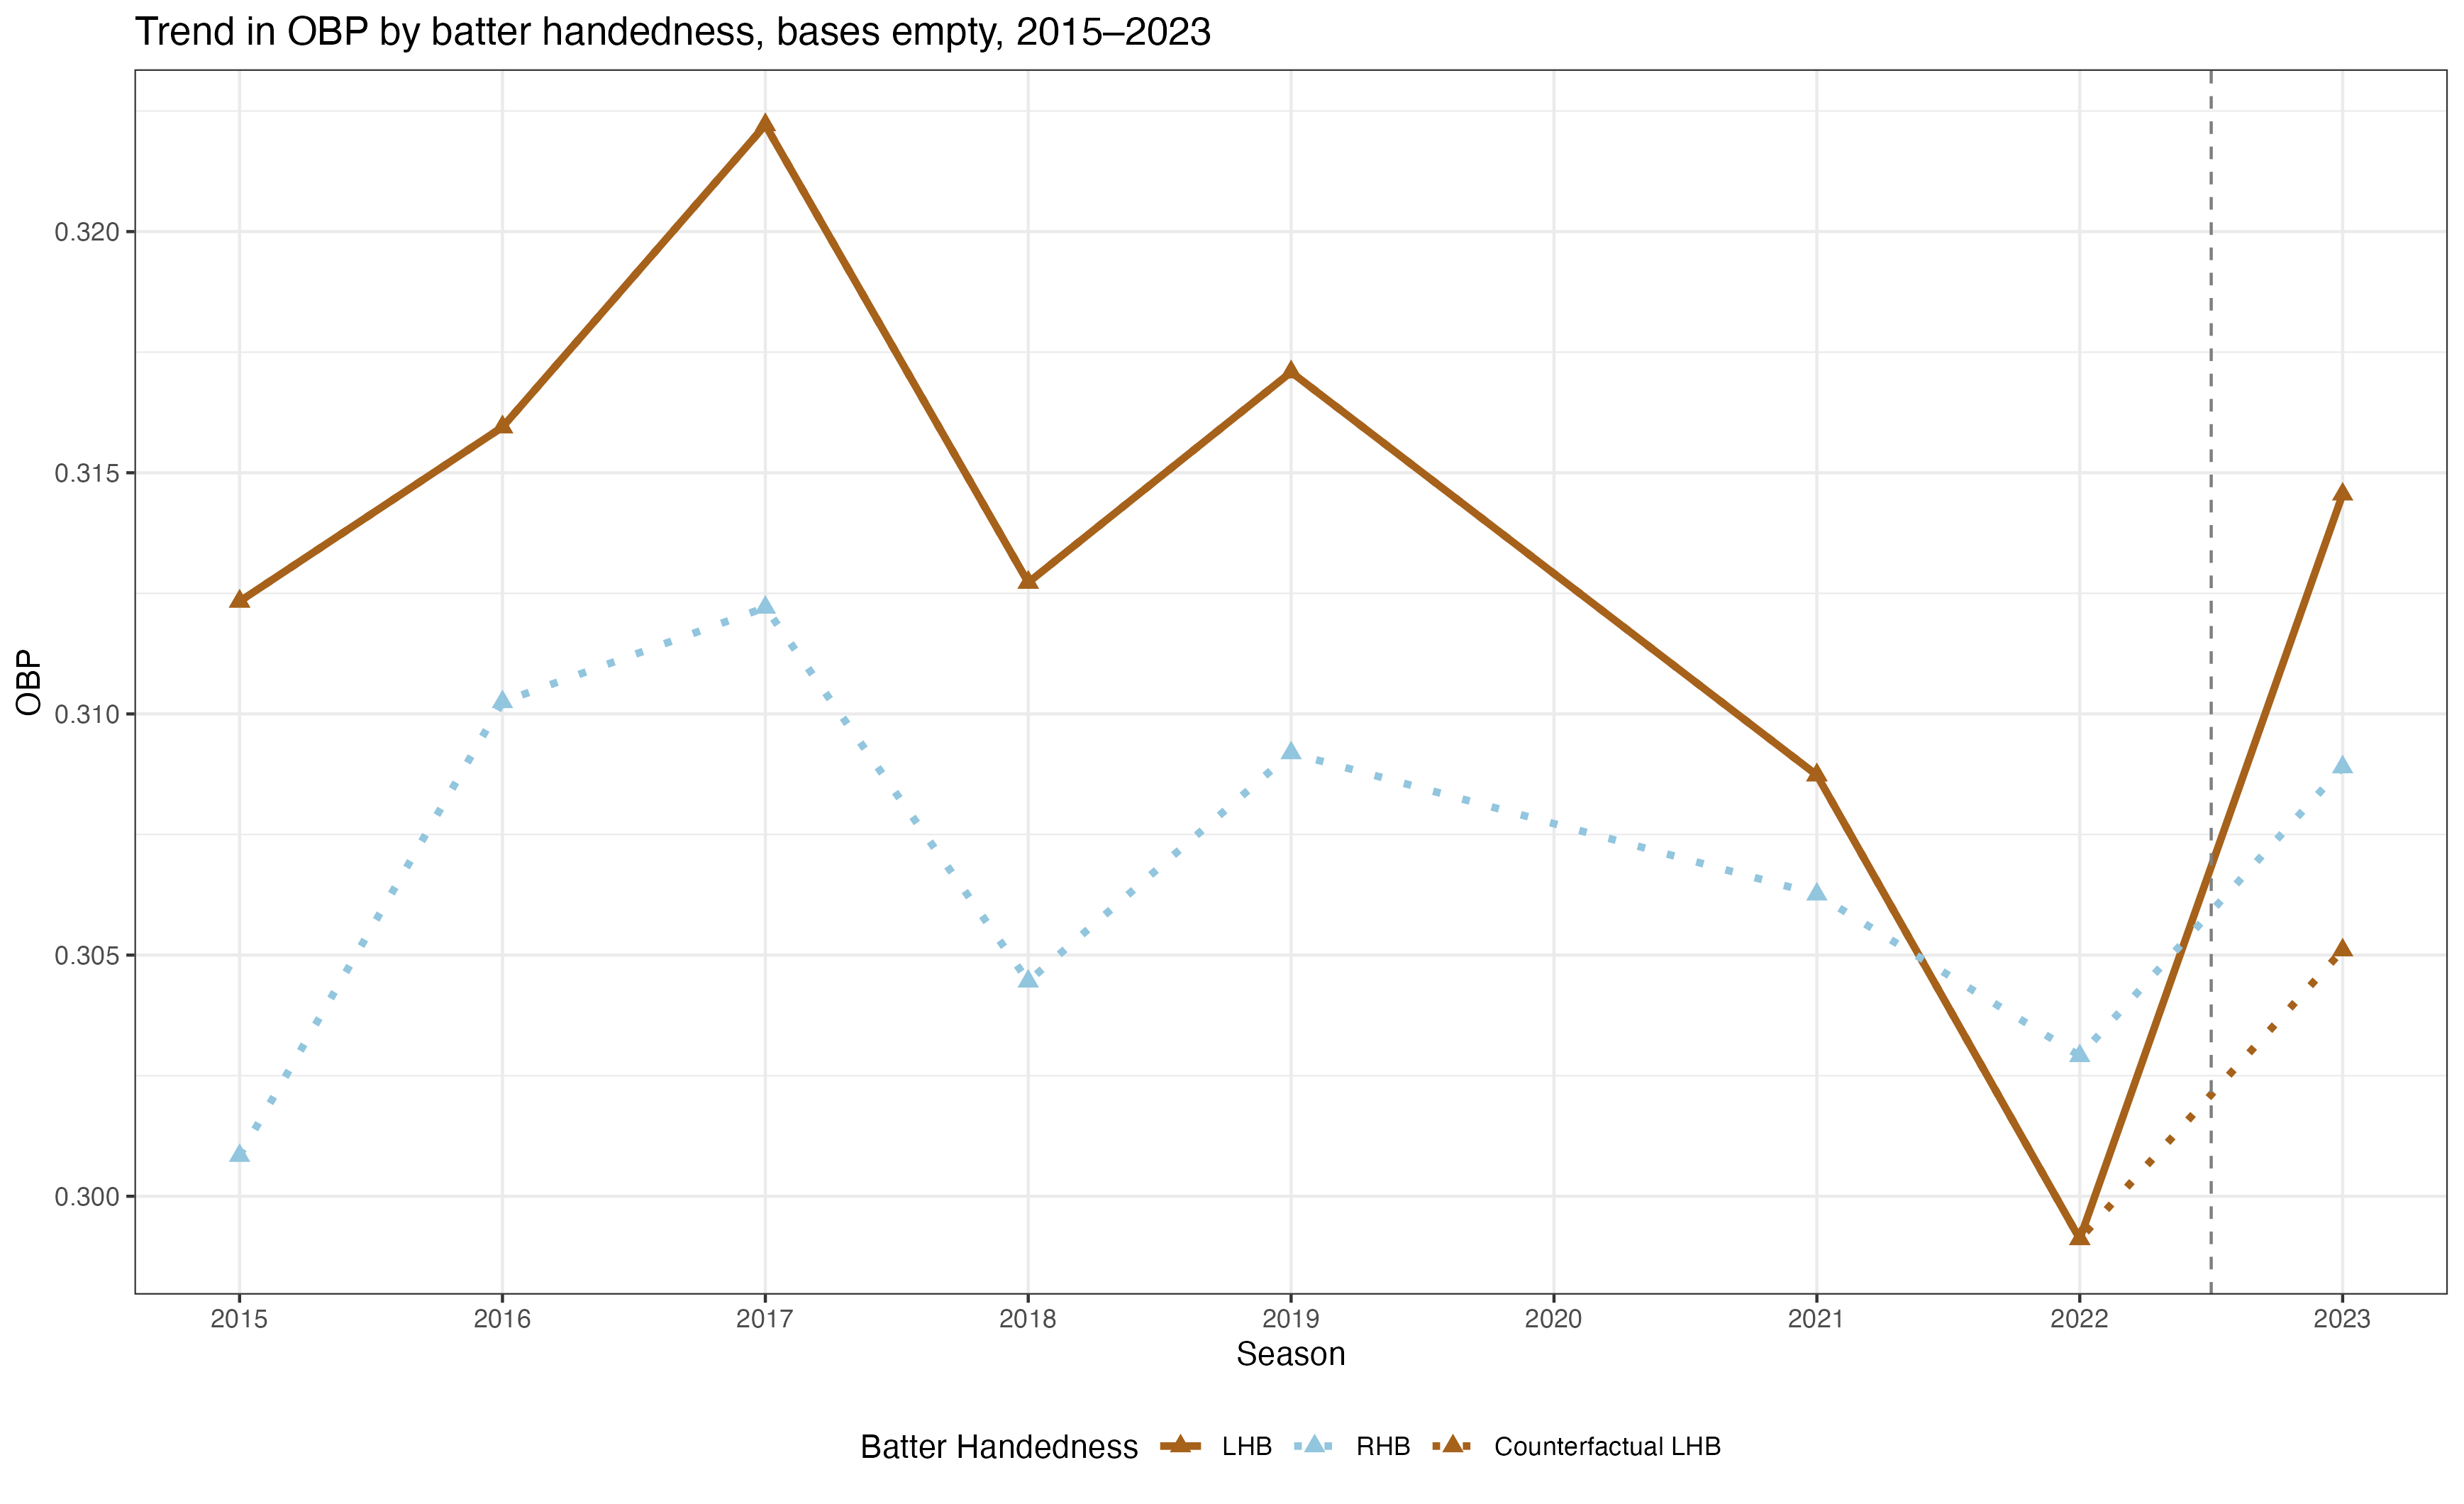 Trend in OBP by batter handedness, bases empty, 2015–2023
OBP
0.320
0.315
0.310
0.305
0.300
2015 2016 2017 2018 2019 2020 2021 2022 2023
Season
Batter Handedness LHB RHB Counterfactual LHB